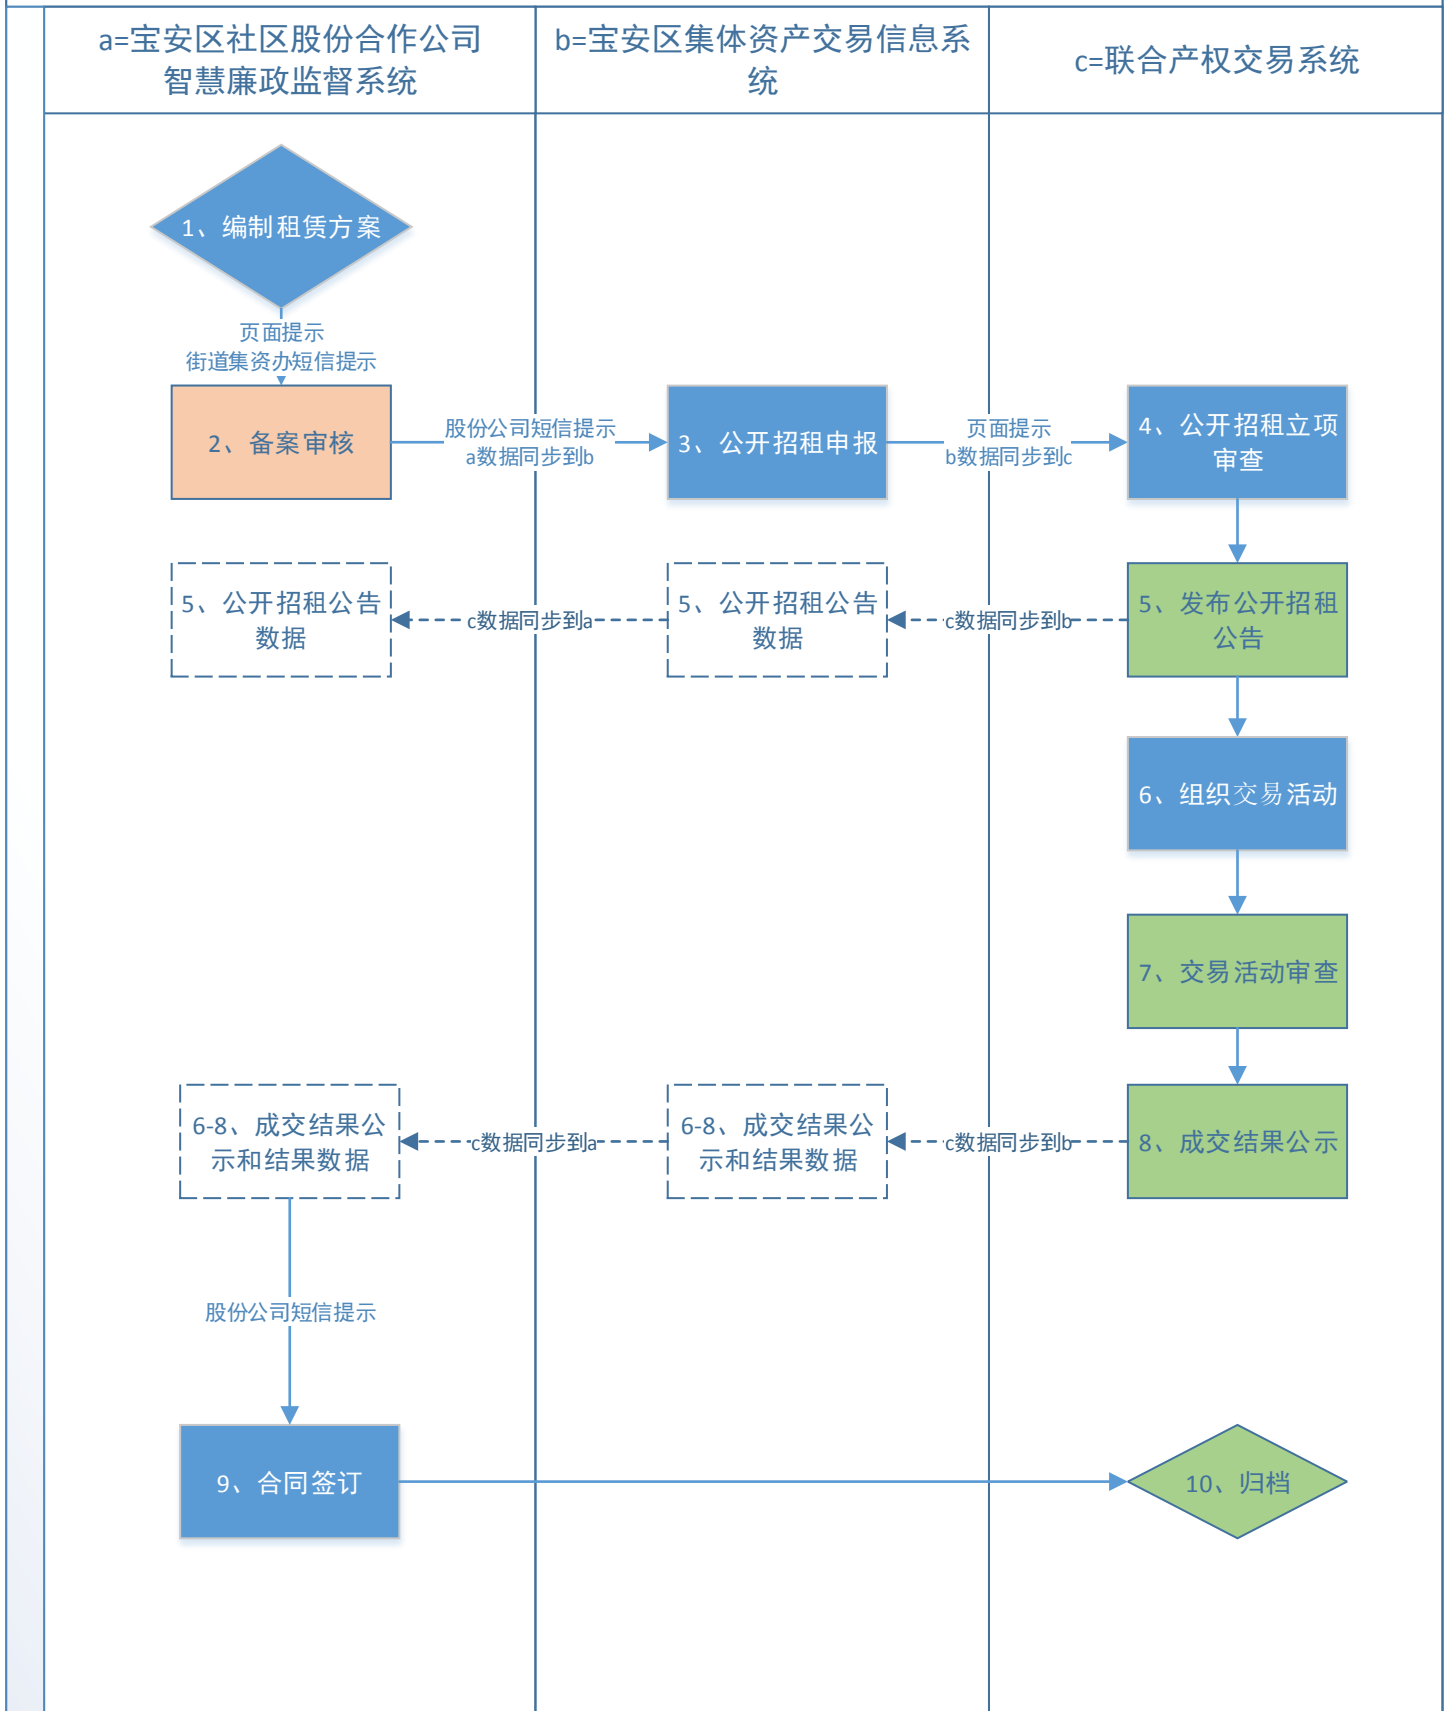 a=宝安区社区股份合作公司
智慧廉政监督系统
b=宝安区集体资产交易信息系
统
c=联合产权交易系统
1、编制租赁方案
页面提示
街道集资办短信提示
2、备案审核
股份公司短信提示
a数据同步到b
3、公开招租申报
页面提示
b数据同步到c
4、公开招租立项
审查
5、公开招租公告
数据
c数据同步到a
5、公开招租公告
数据
c数据同步到b
5、发布公开招租
公告
6、组织交易活动
7、交易活动审查
6-8、成交结果公
示和结果数据
c数据同步到a
6-8、成交结果公
示和结果数据
c数据同步到b
8、成交结果公示
股份公司短信提示
9、合同签订
10、归档